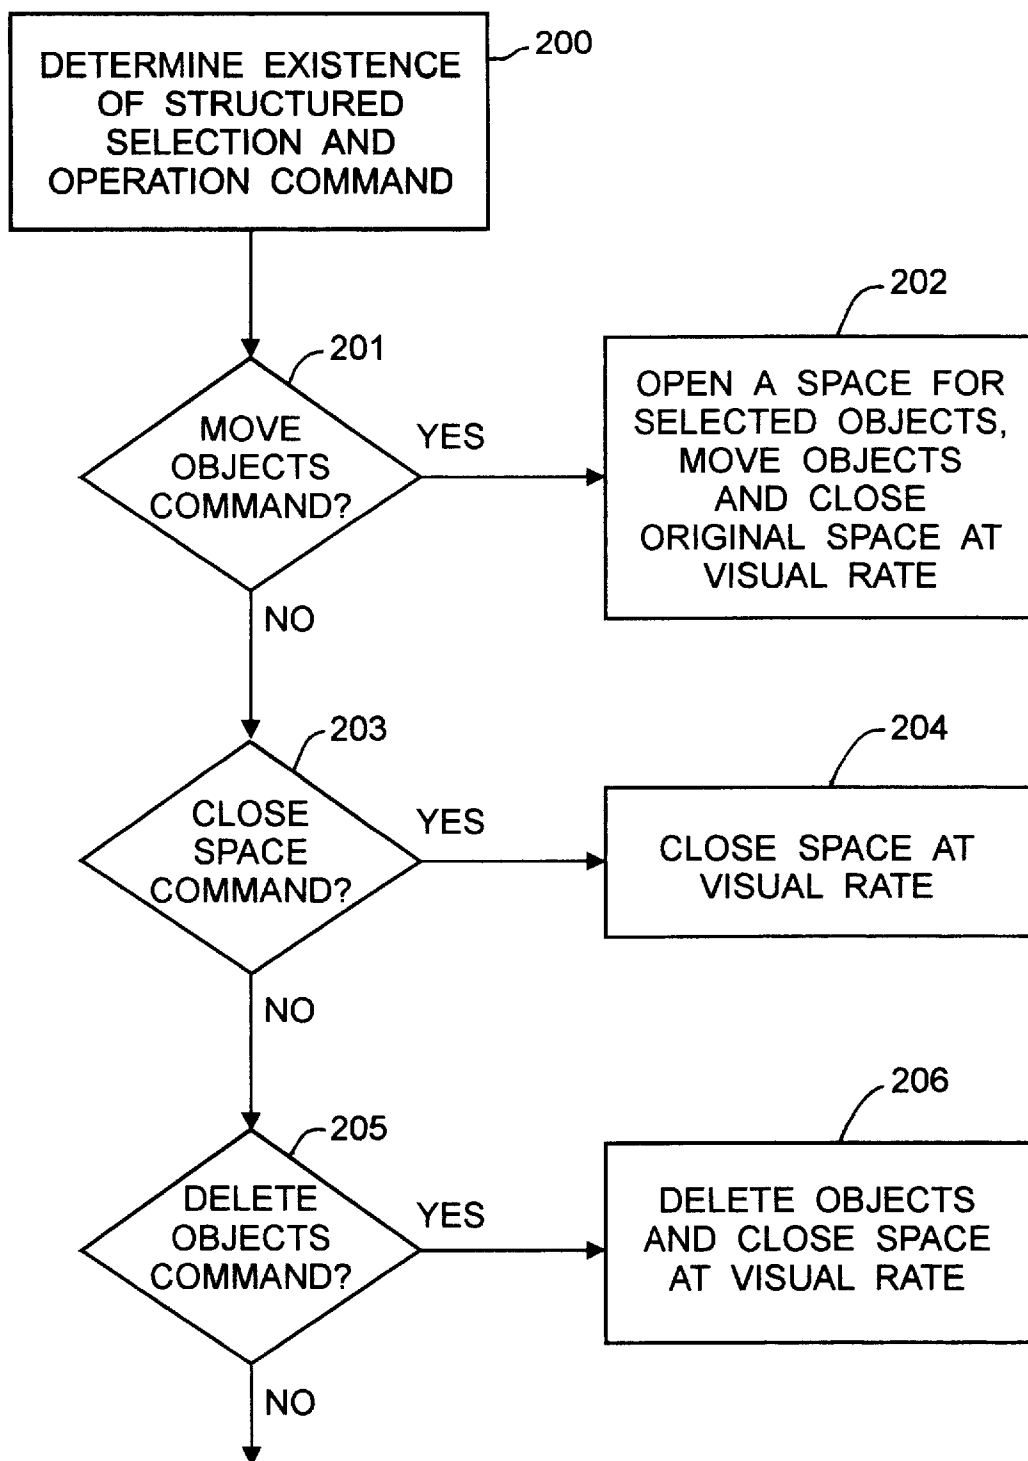 200
DETERMINE EXISTENCE
OF STRUCTURED
SELECTION AND
OPERATION COMMAND
201
MOVE
OBJECTS
COMMAND?
YES
202
OPEN A SPACE FOR
SELECTED OBJECTS,
MOVE OBJECTS
AND CLOSE
ORIGINAL SPACE AT
VISUAL RATE
NO
203
CLOSE
SPACE
COMMAND?
YES
204
CLOSE SPACE AT
VISUAL RATE
NO
205
DELETE
OBJECTS
COMMAND?
YES
206
DELETE OBJECTS
AND CLOSE SPACE
AT VISUAL RATE
NO